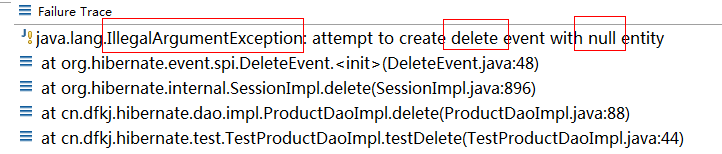 Failure Trace
java.lang.IllegalArgumentException: attempt to create delete event with null entity
at org.hibernate.event.spi.DeleteEvent.<init>(DeleteEvent.java:48)
at org.hibernate.internal.SessionImpl.delete(SessionImpl.java:896)
at cn.dfkj.hibernate.dao.impl.ProductDaoImpl.delete(ProductDaoImpl.java:88)
at cn.dfkj.hibernate.test.TestProductDaoImpl.testDelete(TestProductDaoImpl.java:44)